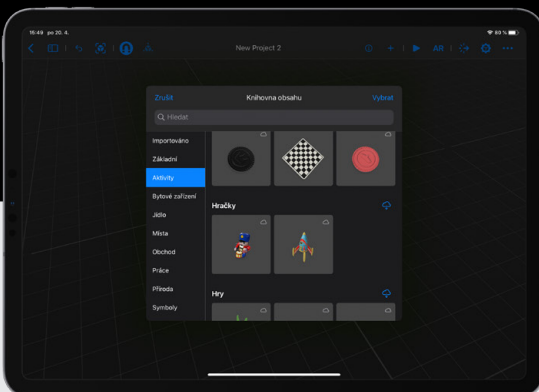 15:49 po 20. 4.
80 %
New Project 2
AR
Zrušit
Knihovna obsahu
Vybrat
Hledat
Importováno
Základní
Aktivity
Bytové zařízení
Jídlo
Místa
Obchod
Práce
Příroda
Symboly
Hračky
Hry